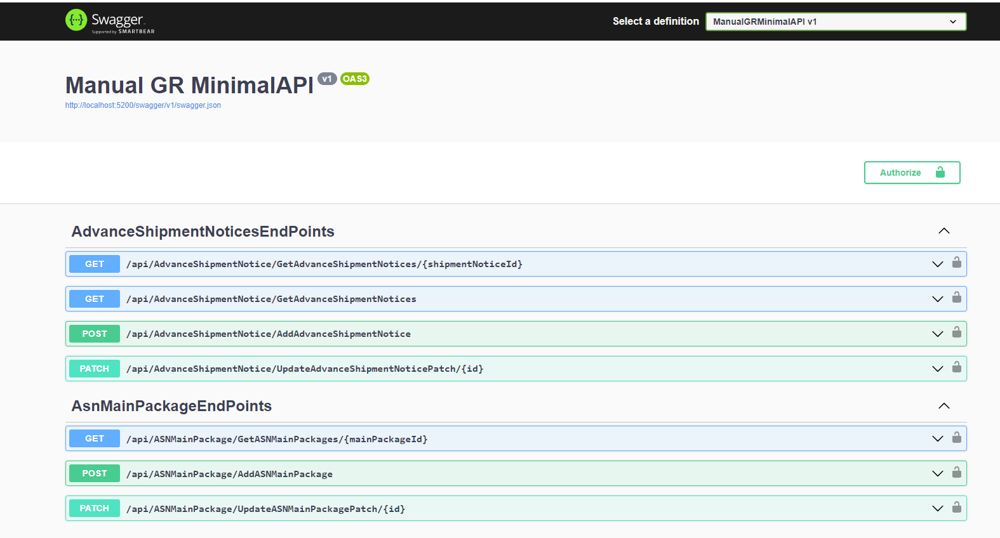 Swagger
Supported by SMARTBEAR
Select a definition
ManualGRMinimalAPI v1
Manual GR MinimalAPI v1 OAS3
http://localhost:5200/swagger/v1/swagger.json
Authorize
AdvanceShipmentNoticesEndPoints
GET /api/AdvanceShipmentNotice/GetAdvanceShipmentNotices/{shipmentNoticeId}
GET /api/AdvanceShipmentNotice/GetAdvanceShipmentNotices
POST /api/AdvanceShipmentNotice/AddAdvanceShipmentNotice
PATCH /api/AdvanceShipmentNotice/UpdateAdvanceShipmentNoticePatch/{id}
AsnMainPackageEndPoints
GET /api/ASNMainPackage/GetASNMainPackages/{mainPackageId}
POST /api/ASNMainPackage/AddASNMainPackage
PATCH /api/ASNMainPackage/UpdateASNMainPackagePatch/{id}